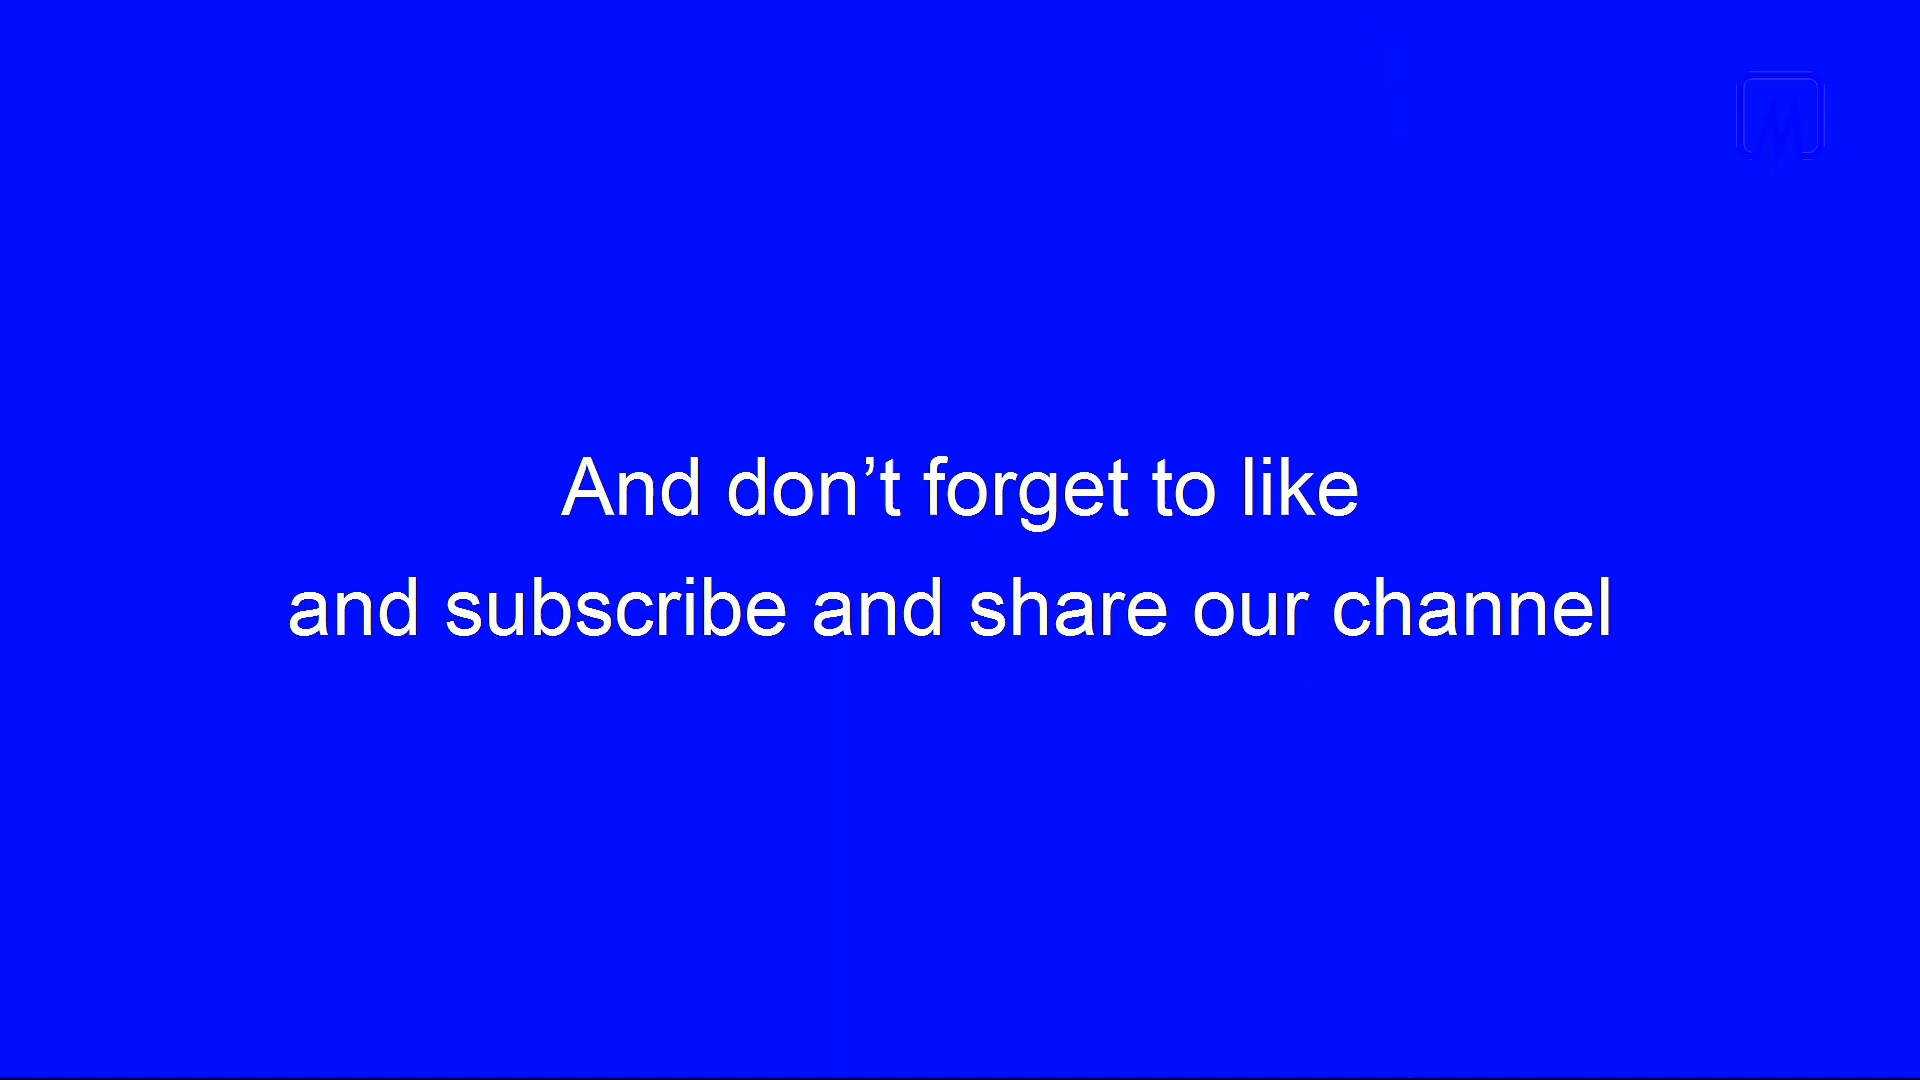 M
And don’t forget to like
and subscribe and share our channel